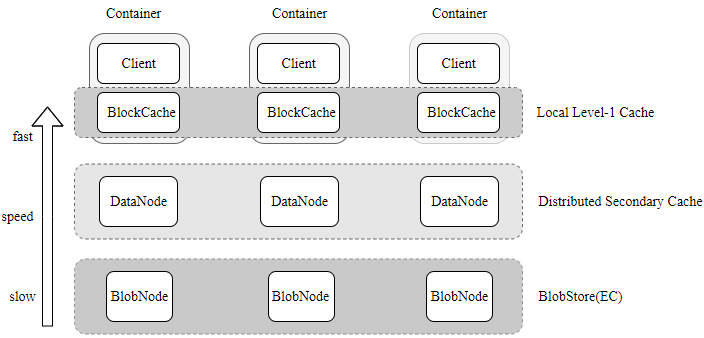 Container Container Container
Client Client Client
BlockCache BlockCache BlockCache Local Level-1 Cache
fast
DataNode DataNode DataNode Distributed Secondary Cache
speed
slow BlobNode BlobNode BlobNode BlobStore(EC)